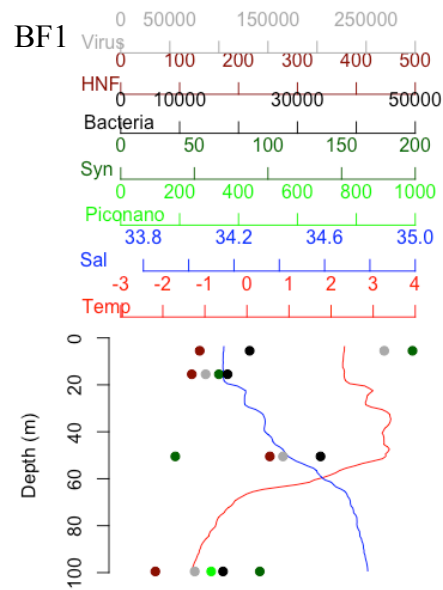 BF1
0 50000 150000 250000
Virus
0 100 200 300 400 500
HNF
0 10000 30000 50000
Bacteria
0 50 100 150 200
Syn
0 200 400 600 800 1000
Piconano
33.8 34.2 34.6 35.0
Sal
-3 -2 -1 0 1 2 3 4
Temp
0
20
40
60
80
100
Depth (m)